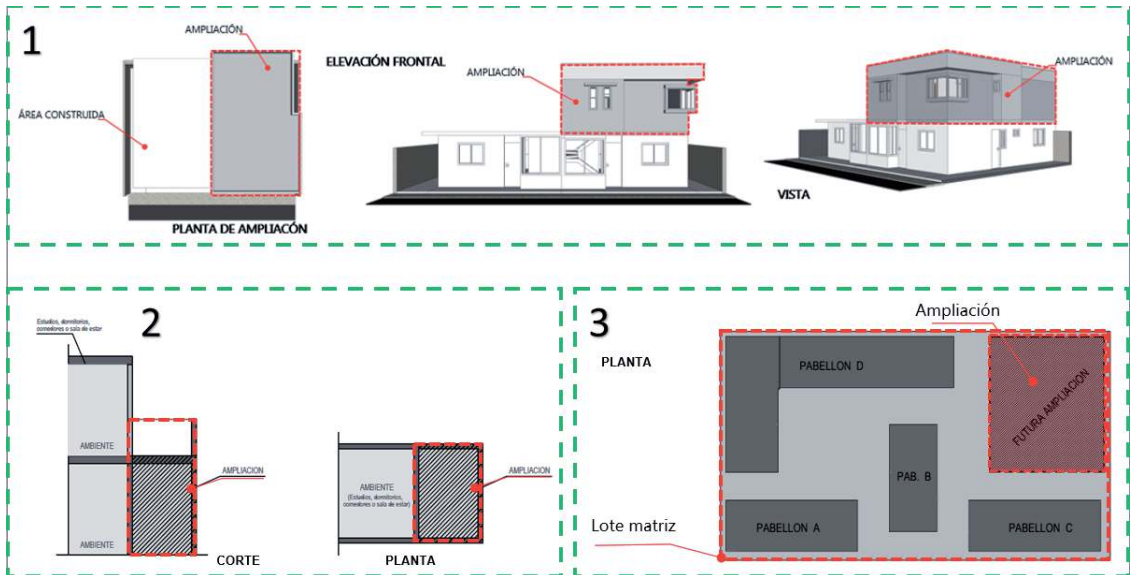 1
AMPLIACIÓN
ÁREA CONSTRUIDA
PLANTA DE AMPLIACÓN
ELEVACIÓN FRONTAL
AMPLIACIÓN
AMPLIACIÓN
VISTA
2
Estudios, dormitorios,
comedores o sala de estar
AMBIENTE
AMBIENTE
AMPLIACION
CORTE
AMBIENTE
(Estudios, dormitorios,
comedores o sala de estar)
AMPLIACION
PLANTA
3
Ampliación
PLANTA
PABELLON D
FUTURA AMPLIACION
PAB. B
PABELLON A
PABELLON C
Lote matriz